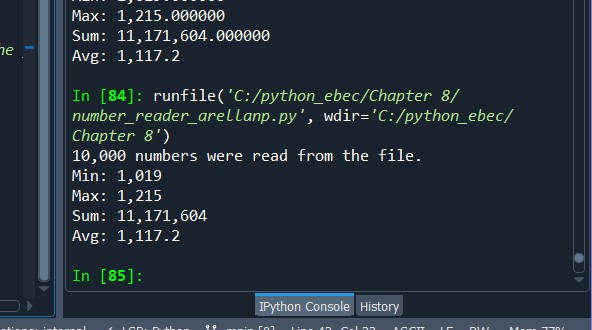 Max: 1,215.000000
Sum: 11,171,604.000000
he
Avg: 1,117.2
In [84]: runfile('C:/python_ebec/Chapter 8/
number_reader_arellanp.py', wdir='C:/python_ebec/
Chapter 8')
10,000 numbers were read from the file.
Min: 1,019
Max: 1,215
Sum: 11,171,604
Avg: 1,117.2
In [85]:
IPython Console History